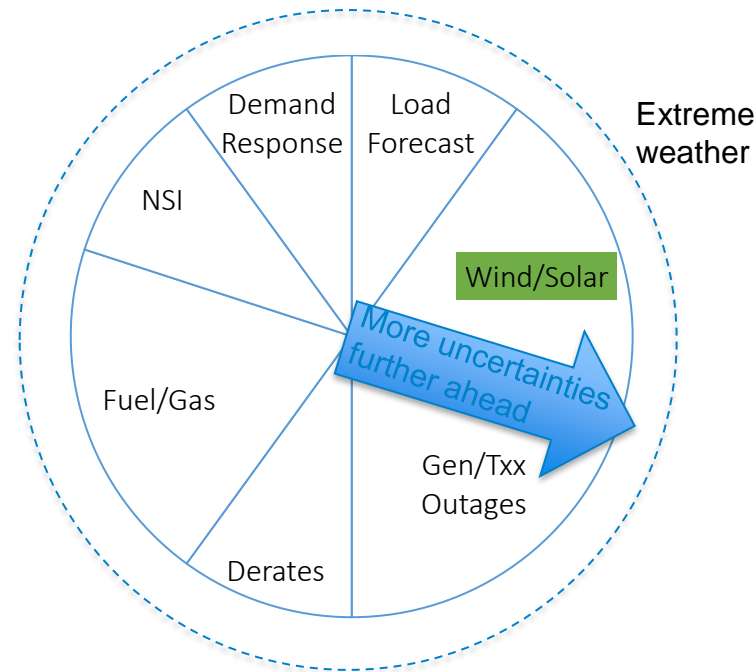 Demand
Response
Load
Forecast
Extreme
weather
NSI
Wind/Solar
More uncertainties
further ahead
Fuel/Gas
Gen/Txx
Outages
Derates